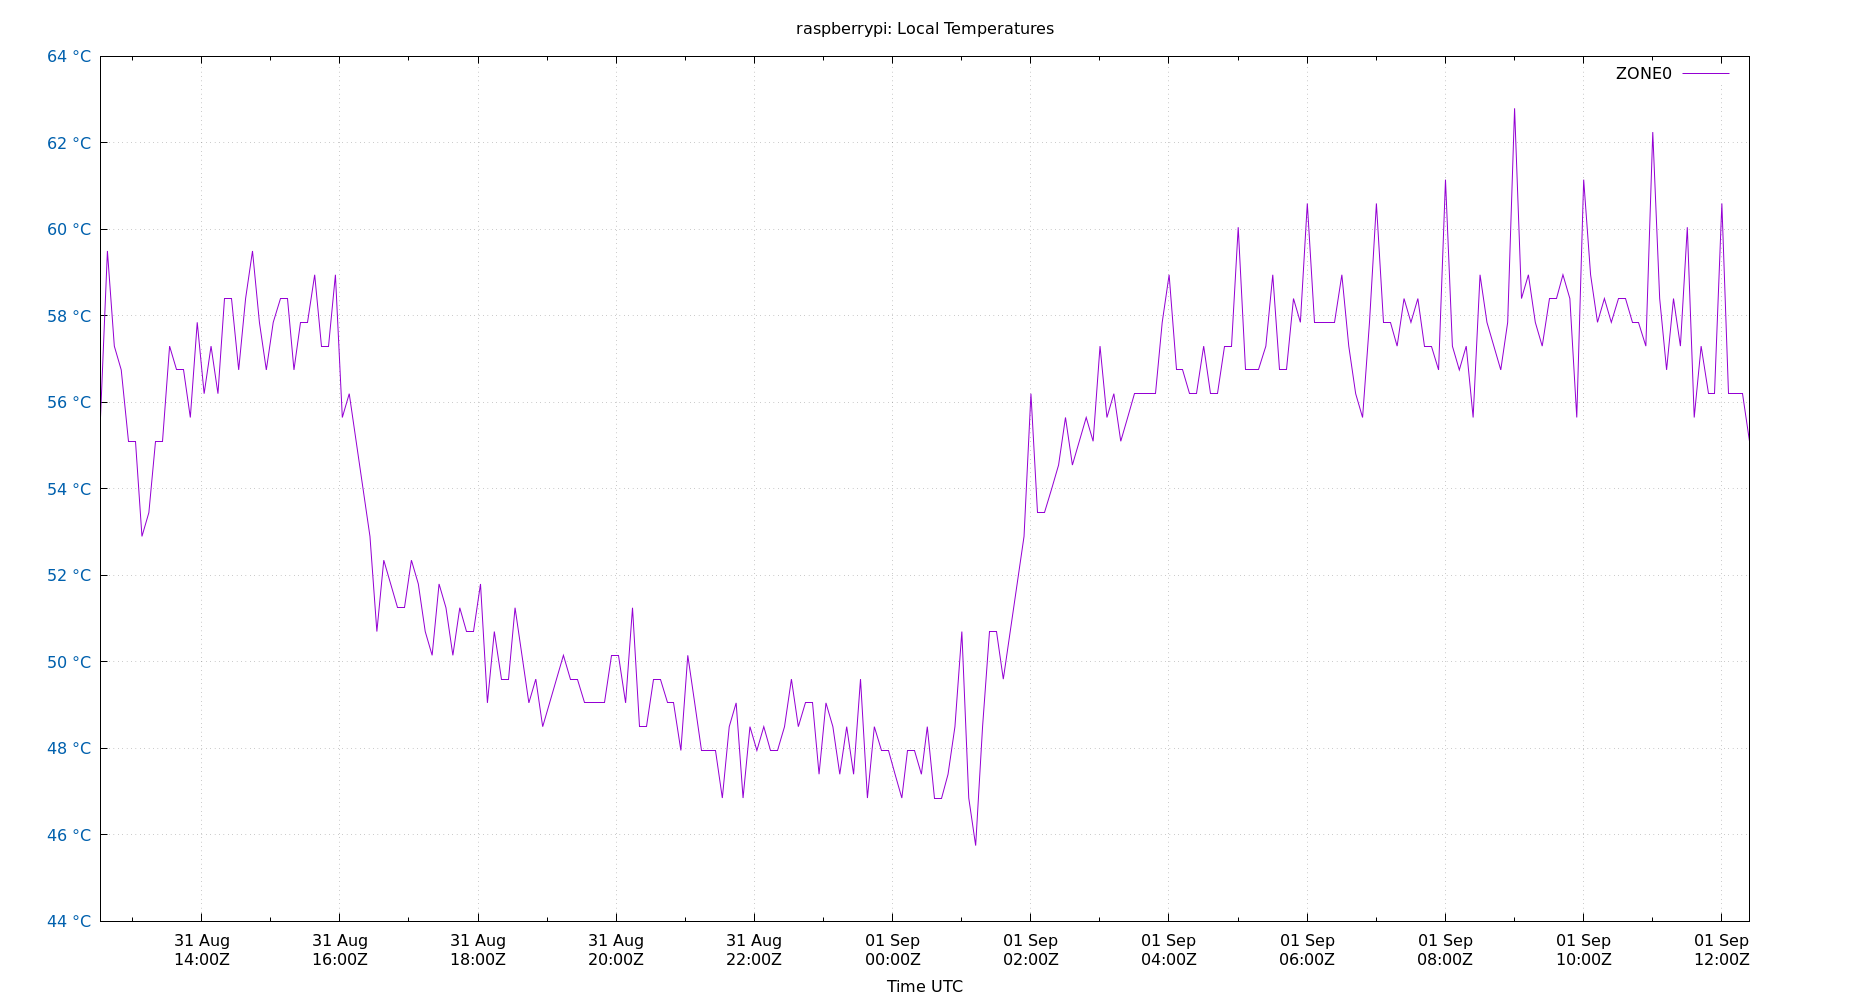 raspberrypi: Local Temperatures
64 °C
ZONE0
62 °C
60 °C
58 °C
56 °C
54 °C
52 °C
50 °C
48 °C
46 °C
44 °C
31 Aug 31 Aug 31 Aug 31 Aug 31 Aug 01 Sep 01 Sep 01 Sep 01 Sep 01 Sep 01 Sep 01 Sep
14:00Z 16:00Z 18:00Z 20:00Z 22:00Z 00:00Z 02:00Z 04:00Z 06:00Z 08:00Z 10:00Z 12:00Z
Time UTC